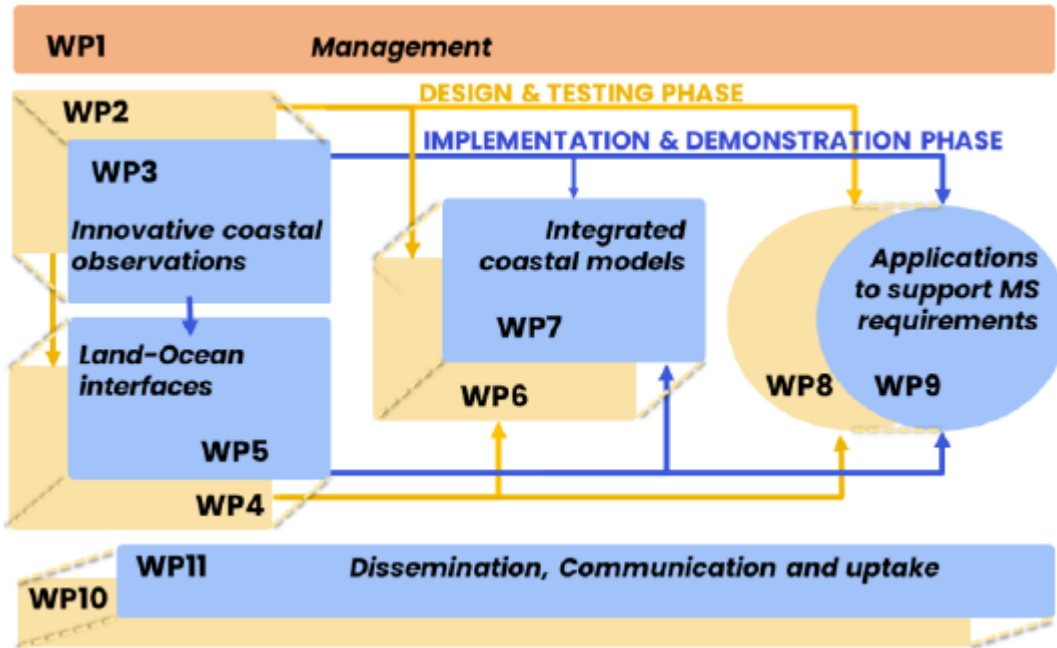 WP1 Management
WP2
DESIGN & TESTING PHASE
IMPLEMENTATION & DEMONSTRATION PHASE
WP3
Innovative coastal
observations
Land-Ocean
interfaces
WP5
WP4
Integrated
coastal models
WP7
WP6
Applications
to support MS
requirements
WP8 WP9
WP11 Dissemination, Communication and uptake
WP10